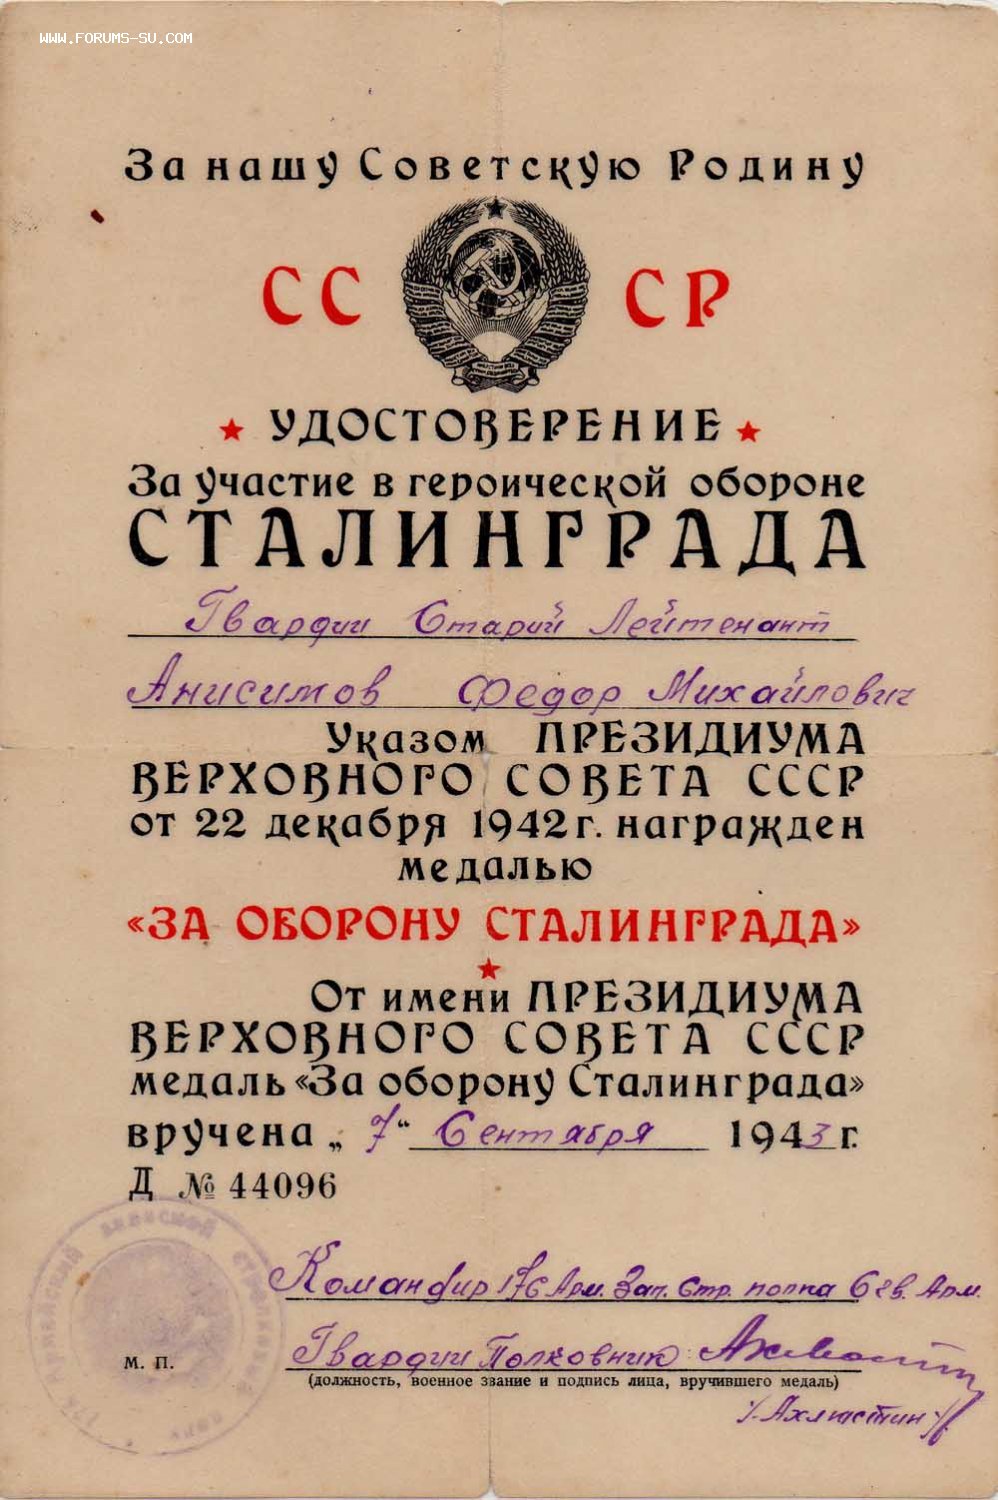 WWW.FORUMS-SU.COM
За нашу Советскую Родину
СС СР
УДОСТОВЕРЕНИЕ
За участие в героической обороне
СТАЛИНГРАДА
Гвардии Старий Лейтенант
Анисимов Федор Михайлович
Указом ПРЕЗИДИУМА
ВЕРХОВНОГО СОВЕТА СССР
от 22 декабря 1942 г. награжден
медалью
«ЗА ОБОРОНУ СТАЛИНГРАДА»
От имени ПРЕЗИДИУМА
ВЕРХОВНОГО СОВЕТА СССР
медаль «За оборону Сталинграда»
вручена „7“ Сентября 1943 г.
Д № 44096
Командир 176 Арм. Зап. Стр. полка 6 гв. Арм.
Гвардии Полковник
М. П.
(должность, военное звание и подпись лица, вручившего медаль)
/Ахлюстин/